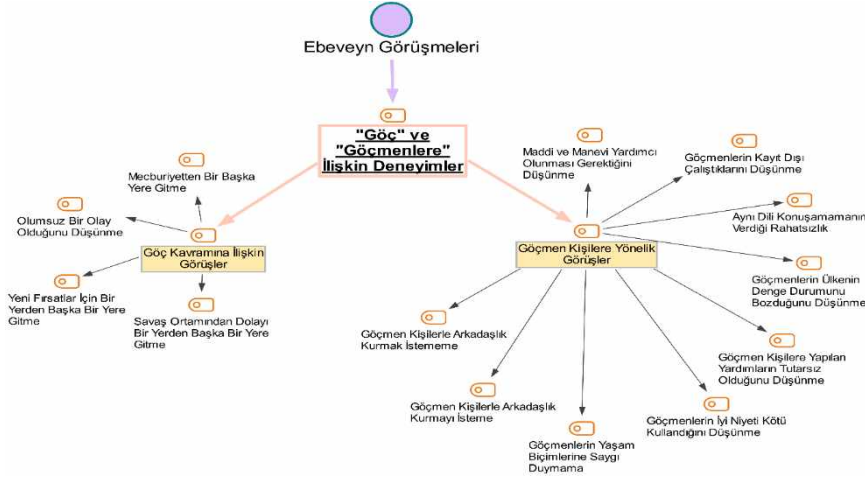 Ebeveyn Görüşmeleri
"Göç" ve
"Göçmenlere"
İlişkin Deneyimler
Mecburiyetten Bir Başka
Yere Gitme
Olumsuz Bir Olay
Olduğunu Düşünme
Göç Kavramına İlişkin
Görüşler
Yeni Fırsatlar İçin Bir
Yerden Başka Bir Yere
Gitme
Savaş Ortamından Dolayı
Bir Yerden Başka Bir Yere
Gitme
Maddi ve Manevi Yardımcı
Olunması Gerektiğini
Düşünme
Göçmenlerin Kayıt Dışı
Çalıştıklarını Düşünme
Aynı Dili Konuşamamanın
Verdiği Rahatsızlık
Göçmen Kişilere Yönelik
Görüşler
Göçmenlerin Ülkenin
Denge Durumunu
Bozduğunu Düşünme
Göçmen Kişilerle Arkadaşlık
Kurmak İstememe
Göçmen Kişilere Yapılan
Yardımların Tutarsız
Olduğunu Düşünme
Göçmen Kişilerle Arkadaşlık
Kurmayı İsteme
Göçmenlerin İyi Niyeti Kötü
Kullandığını Düşünme
Göçmenlerin Yaşam
Biçimlerine Saygı
Duymama